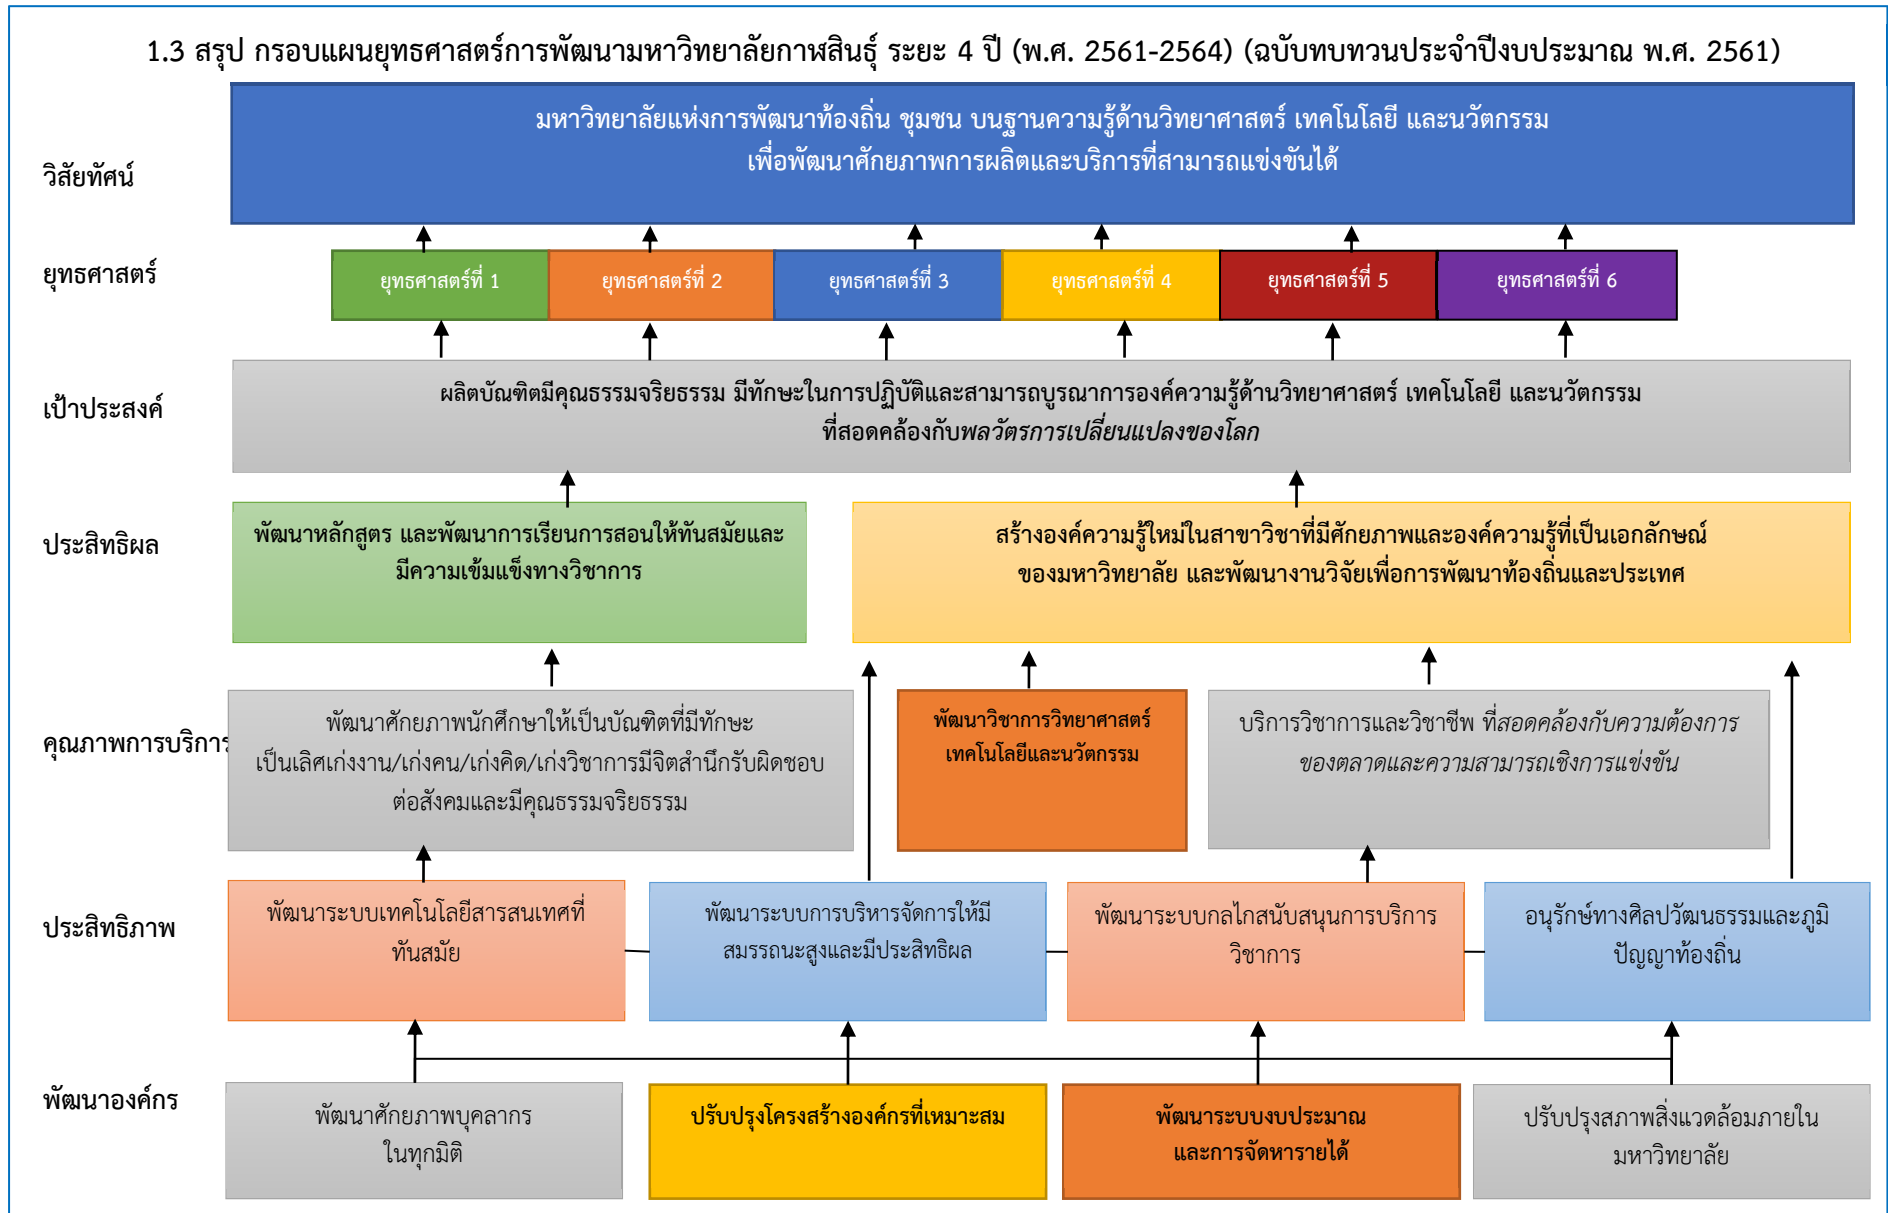 1.3 สรุป กรอบแผนยุทธศาสตร์การพัฒนามหาวิทยาลัยกาฬสินธุ์ ระยะ 4 ปี (พ.ศ. 2561-2564) (ฉบับทบทวนประจำปีงบประมาณ พ.ศ. 2561)
วิสัยทัศน์
มหาวิทยาลัยแห่งการพัฒนาท้องถิ่น ชุมชน บนฐานความรู้ด้านวิทยาศาสตร์ เทคโนโลยี และนวัตกรรม
เพื่อพัฒนาศักยภาพการผลิตและบริการที่สามารถแข่งขันได้
ยุทธศาสตร์
ยุทธศาสตร์ที่ 1
ยุทธศาสตร์ที่ 2
ยุทธศาสตร์ที่ 3
ยุทธศาสตร์ที่ 4
ยุทธศาสตร์ที่ 5
ยุทธศาสตร์ที่ 6
เป้าประสงค์
ผลิตบัณฑิตมีคุณธรรมจริยธรรม มีทักษะในการปฏิบัติและสามารถบูรณาการองค์ความรู้ด้านวิทยาศาสตร์ เทคโนโลยี และนวัตกรรม
ที่สอดคล้องกับพลวัตรการเปลี่ยนแปลงของโลก
ประสิทธิผล
พัฒนาหลักสูตร และพัฒนาการเรียนการสอนให้ทันสมัยและ
มีความเข้มแข็งทางวิชาการ
สร้างองค์ความรู้ใหม่ในสาขาวิชาที่มีศักยภาพและองค์ความรู้ที่เป็นเอกลักษณ์
ของมหาวิทยาลัย และพัฒนางานวิจัยเพื่อการพัฒนาท้องถิ่นและประเทศ
คุณภาพการบริการ
พัฒนาศักยภาพนักศึกษาให้เป็นบัณฑิตที่มีทักษะ
เป็นเลิศเก่งงาน/เก่งคน/เก่งคิด/เก่งวิชาการมีจิตสำนึกรับผิดชอบ
ต่อสังคมและมีคุณธรรมจริยธรรม
พัฒนาวิชาการวิทยาศาสตร์
เทคโนโลยีและนวัตกรรม
บริการวิชาการและวิชาชีพ ที่สอดคล้องกับความต้องการ
ของตลาดและความสามารถเชิงการแข่งขัน
ประสิทธิภาพ
พัฒนาระบบเทคโนโลยีสารสนเทศที่
ทันสมัย
พัฒนาระบบการบริหารจัดการให้มี
สมรรถนะสูงและมีประสิทธิผล
พัฒนาระบบกลไกสนับสนุนการบริการ
วิชาการ
อนุรักษ์ทางศิลปวัฒนธรรมและภูมิ
ปัญญาท้องถิ่น
พัฒนาองค์กร
พัฒนาศักยภาพบุคลากร
ในทุกมิติ
ปรับปรุงโครงสร้างองค์กรที่เหมาะสม
พัฒนาระบบงบประมาณ
และการจัดหารายได้
ปรับปรุงสภาพสิ่งแวดล้อมภายใน
มหาวิทยาลัย